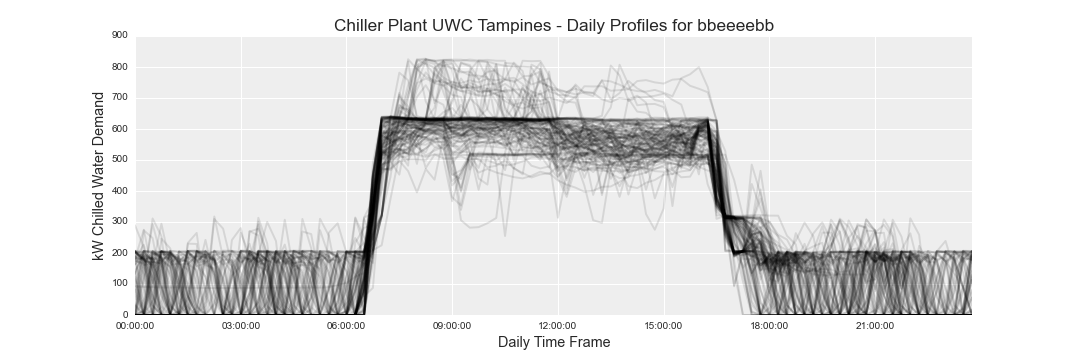 Chiller Plant UWC Tampines - Daily Profiles for bbeeeebb
900
800
700
600
500
400
300
200
100
0
kW Chilled Water Demand
00:00:00 03:00:00 06:00:00 09:00:00 12:00:00 15:00:00 18:00:00 21:00:00
Daily Time Frame